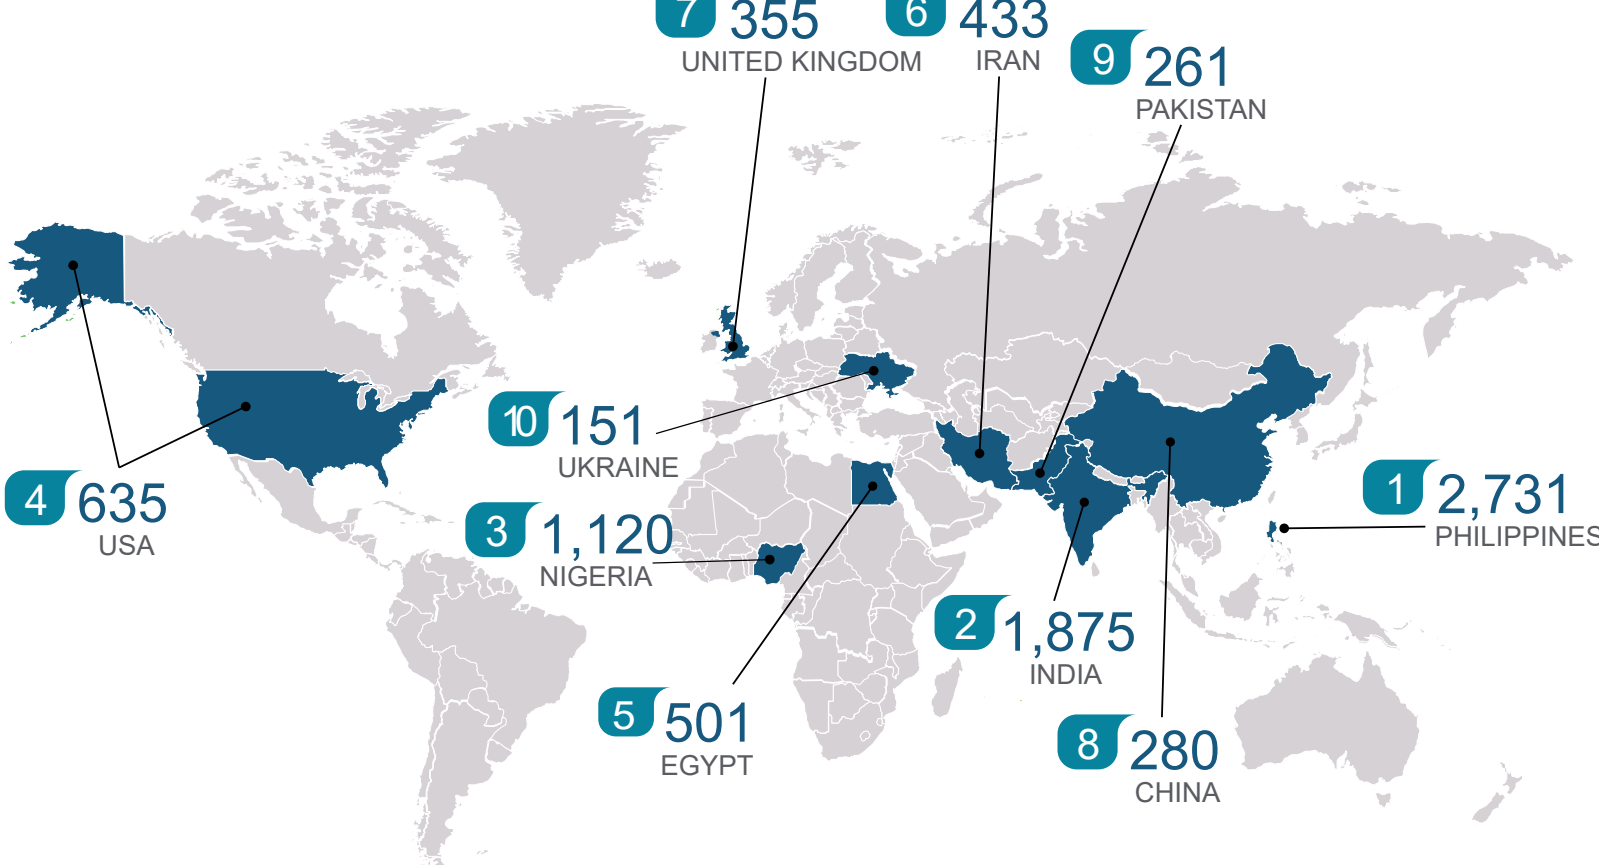 7 355
UNITED KINGDOM
6 433
IRAN
9 261
PAKISTAN
10 151
UKRAINE
4 635
USA
3 1,120
NIGERIA
1 2,731
PHILIPPINES
2 1,875
INDIA
5 501
EGYPT
8 280
CHINA